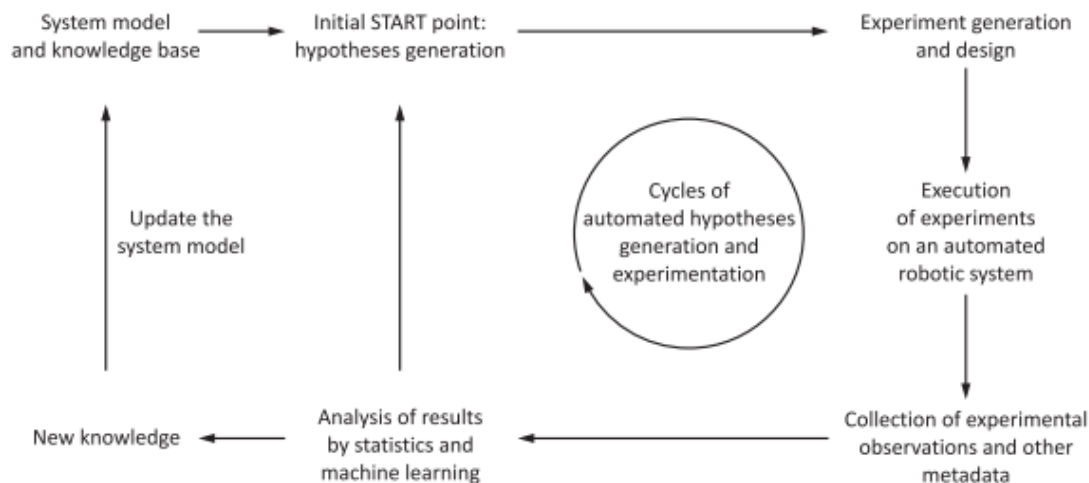 System model
and knowledge base
Initial START point:
hypotheses generation
Experiment generation
and design
Update the
system model
Cycles of
automated hypotheses
generation and
experimentation
Execution
of experiments
on an automated
robotic system
New knowledge
Analysis of results
by statistics and
machine learning
Collection of experimental
observations and other
metadata